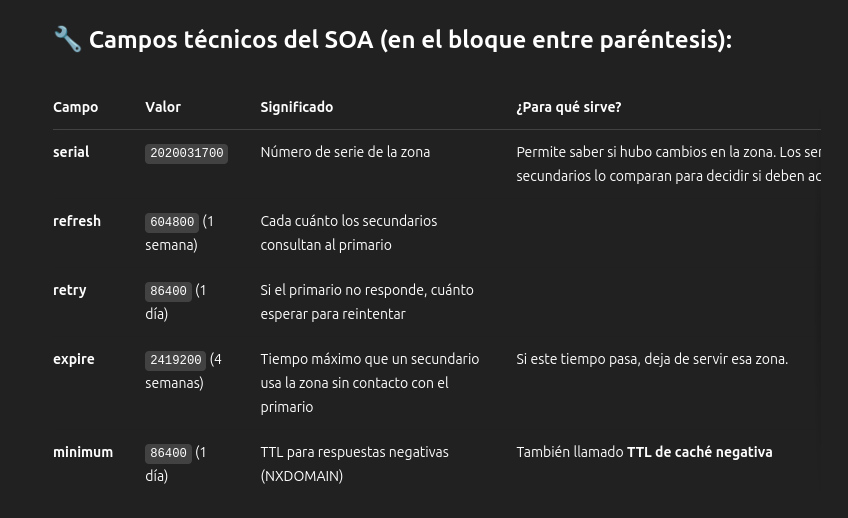 🔧 Campos técnicos del SOA (en el bloque entre paréntesis):
Campo Valor Significado ¿Para qué sirve?
serial 2020031700 Número de serie de la zona Permite saber si hubo cambios en la zona. Los
secundarios lo comparan para decidir si deben
refresh 604800 (1 Cada cuánto los secundarios
semana) consultan al primario
retry 86400 (1 Si el primario no responde, cuánto
día) esperar para reintentar
expire 2419200 (4 Tiempo máximo que un secundario Si este tiempo pasa, deja de servir esa zona.
semanas) usa la zona sin contacto con el
primario
minimum 86400 (1 TTL para respuestas negativas También llamado TTL de caché negativa
día) (NXDOMAIN)